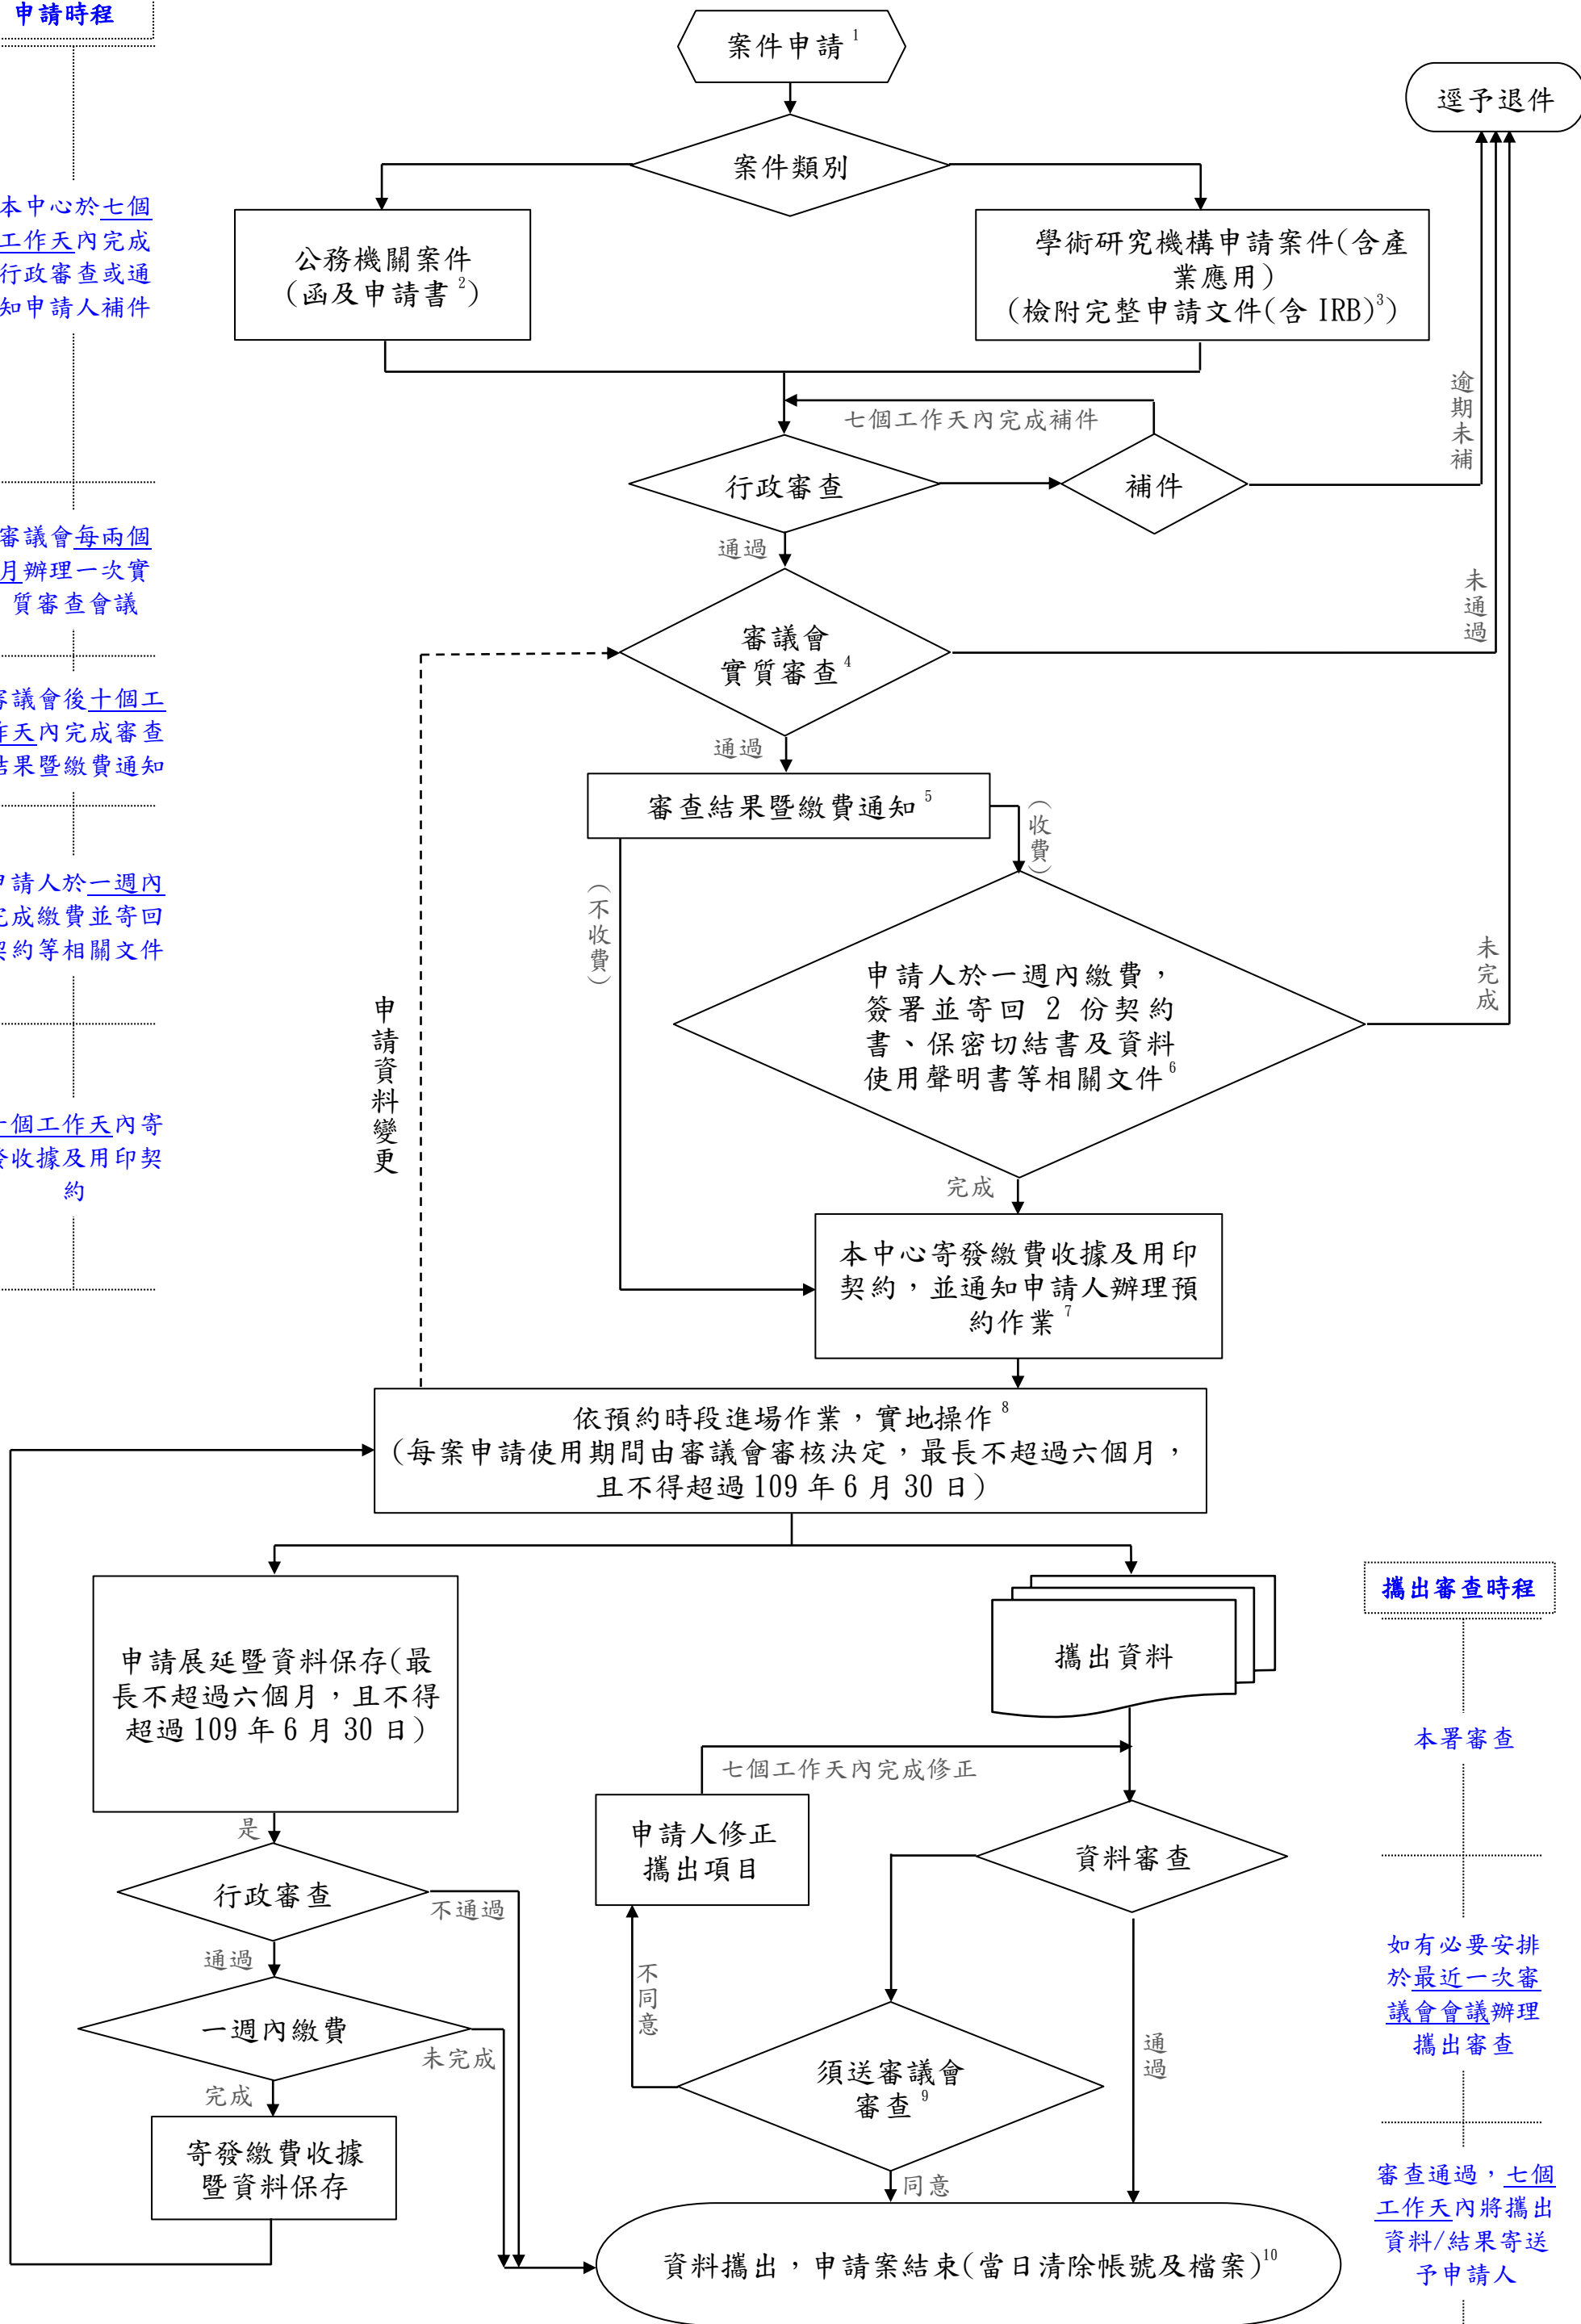 申請時程
本中心於七個
工作天內完成
行政審查或通
知申請人補件
審議會每兩個
月辦理一次實
質審查會議
審議會後十個工
作天內完成審查
結果暨繳費通知
申請人於一週內
完成繳費並寄回
契約等相關文件
個工作天內寄
發收據及用印契
約
案件申請1
案件類別
逕予退件
公務機關案件
(函及申請書2)
學術研究機構申請案件(含產
業應用)
(檢附完整申請文件(含 IRB)3)
七個工作天內完成補件
逾期未補
行政審查
補件
通過
未通過
審議會
實質審查4
通過
審查結果暨繳費通知5
(收費)
(不收費)
申請人於一週內繳費，
簽署並寄回 2 份契約
書、保密切結書及資料
使用聲明書等相關文件6
未完成
申請資料變更
完成
本中心寄發繳費收據及用印
契約，並通知申請人辦理預
約作業7
依預約時段進場作業，實地操作8
(每案申請使用期間由審議會審核決定，最長不超過六個月，
且不得超過 109 年 6 月 30 日)
申請展延暨資料保存(最
長不超過六個月，且不得
超過 109 年 6 月 30 日)
是
行政審查
不通過
通過
一週內繳費
未完成
完成
寄發繳費收據
暨資料保存
攜出資料
七個工作天內完成修正
申請人修正
攜出項目
資料審查
不同意
須送審議會
審查9
通過
同意
資料攜出，申請案結束(當日清除帳號及檔案)10
攜出審查時程
本署審查
如有必要安排
於最近一次審
議會會議辦理
攜出審查
審查通過，七個
工作天內將攜出
資料/結果寄送
予申請人